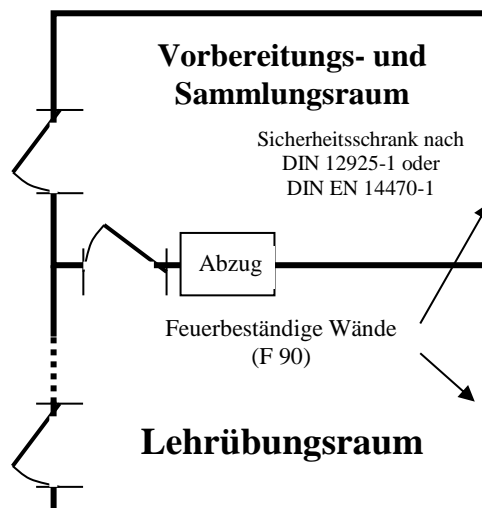 Vorbereitungs- und
Sammlungsraum
Sicherheitsschrank nach
DIN 12925-1 oder
DIN EN 14470-1
Abzug
Feuerbeständige Wände
(F 90)
Lehrübungsraum